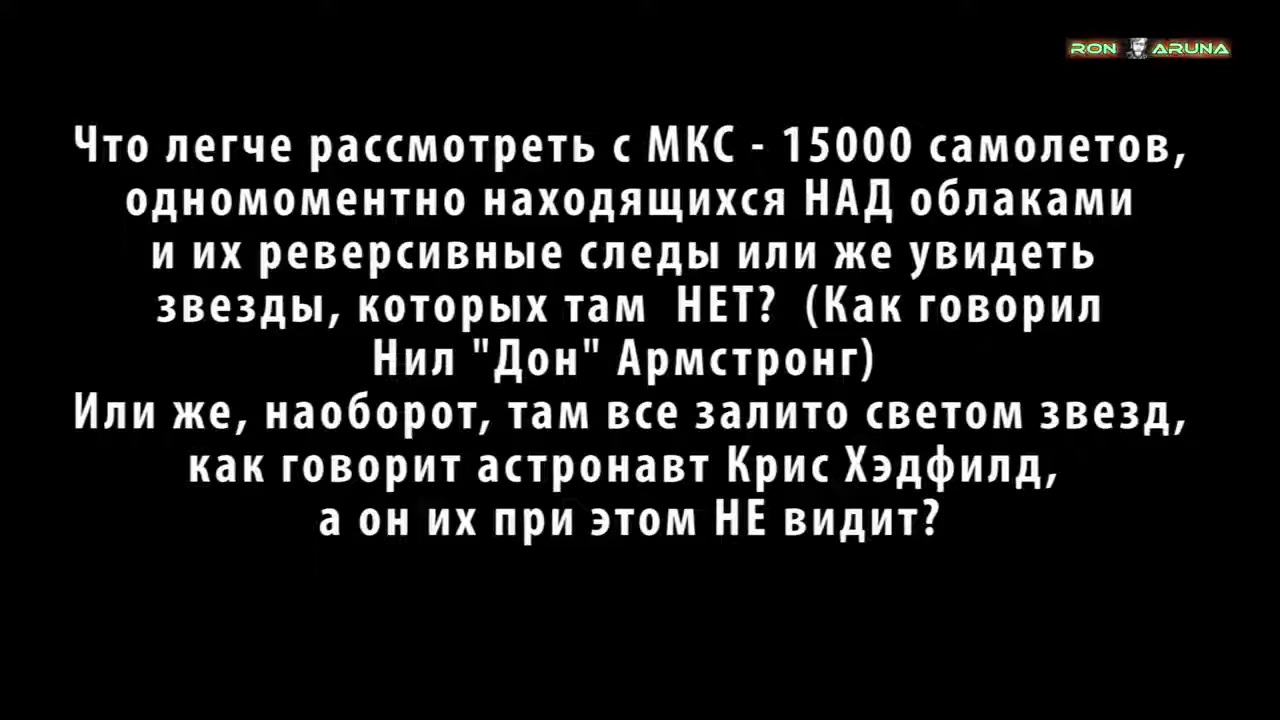 RON ARUNA
Что легче рассмотреть с МКС - 15000 самолетов,
одномоментно находящихся НАД облаками
и их реверсивные следы или же увидеть
звезды, которых там НЕТ? (Как говорил
Нил "Дон" Армстронг)
Или же, наоборот, там все залито светом звезд,
как говорит астронавт Крис Хэдфилд,
а он их при этом НЕ видит?